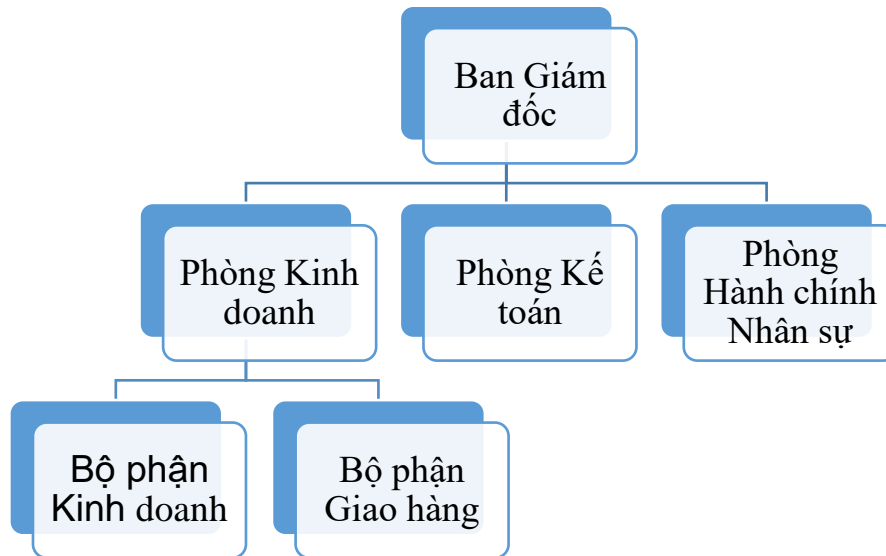 Ban Giám
đốc
Phòng Kinh
doanh
Phòng Kế
toán
Phòng
Hành chính
Nhân sự
Bộ phận
Kinh doanh
Bộ phận
Giao hàng